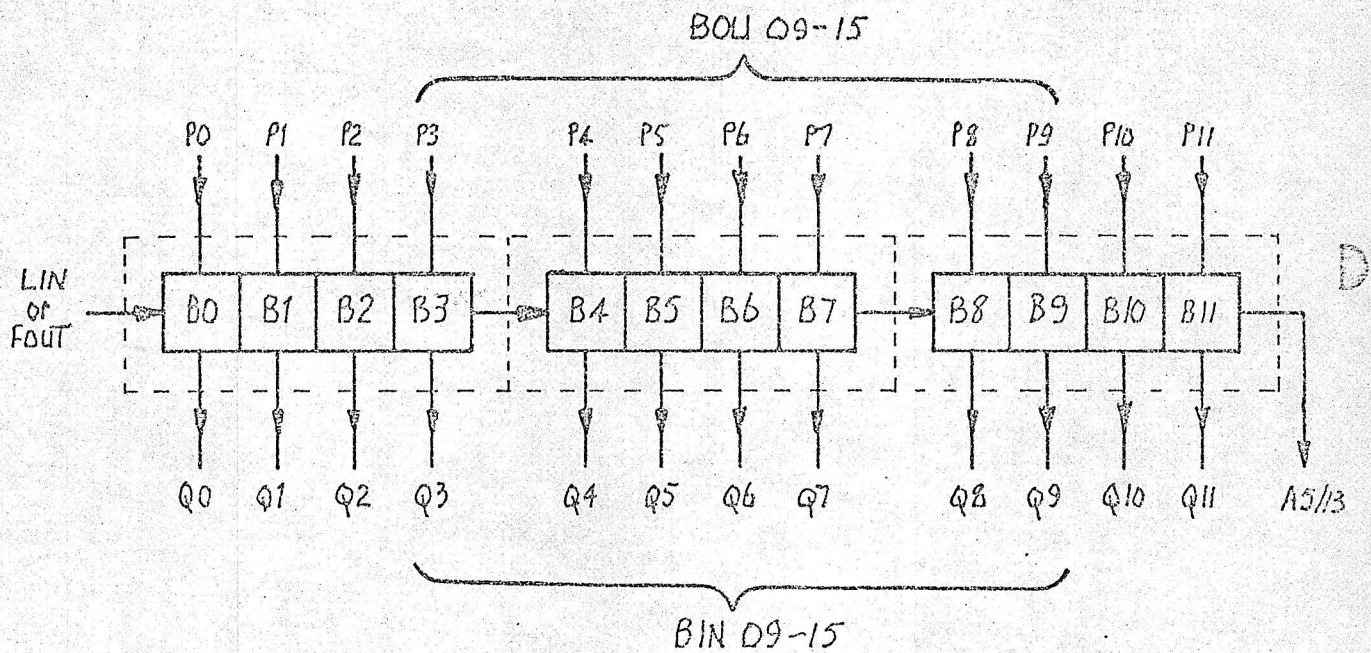 BOU 09-15
P0 P1 P2 P3 P4 P5 P6 P7 P8 P9 P10 P11
LIN
or
FOUT
B0 B1 B2 B3 B4 B5 B6 B7 B8 B9 B10 B11
D
Q0 Q1 Q2 Q3 Q4 Q5 Q6 Q7 Q8 Q9 Q10 Q11 A5/13
BIN 09-15